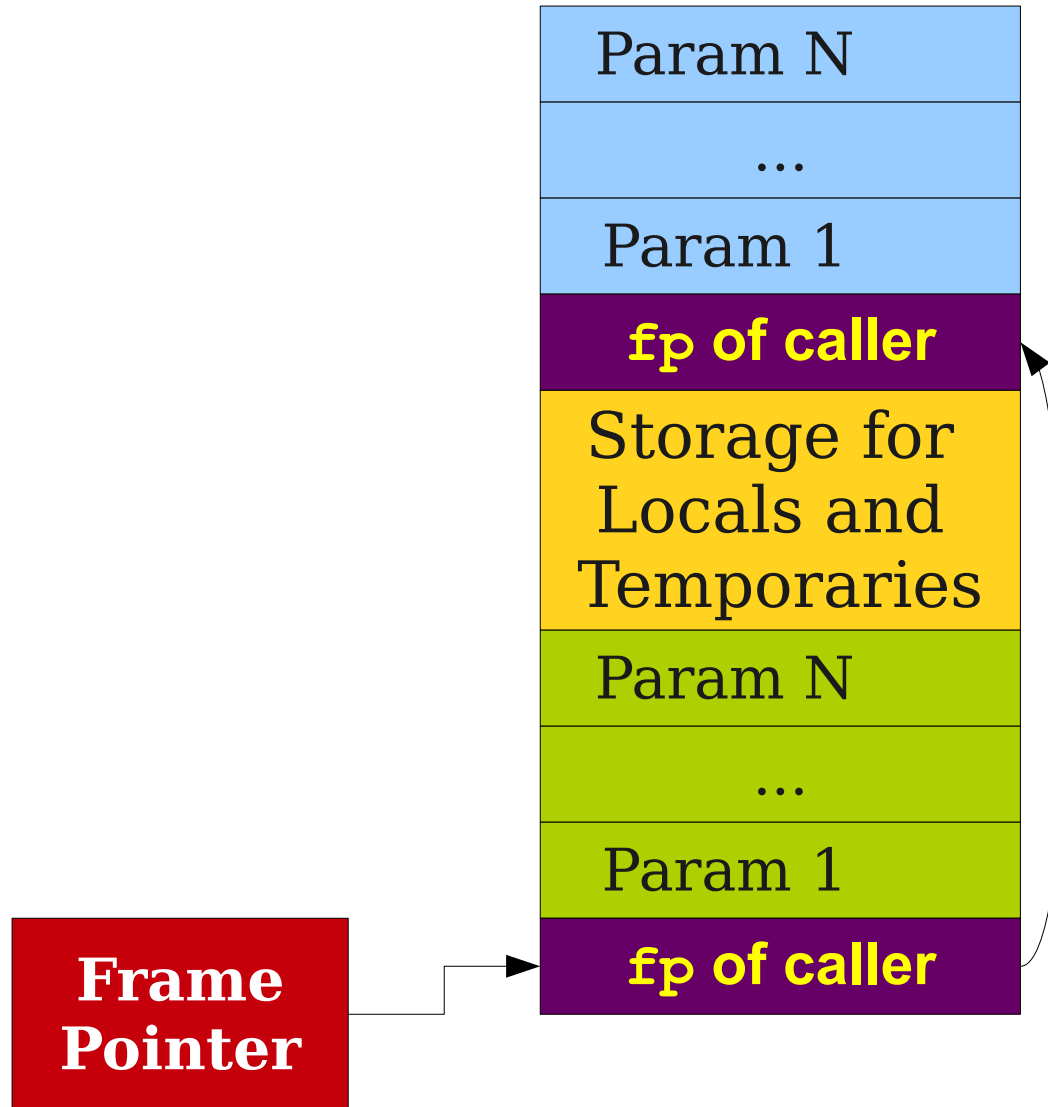 Param N
...
Param 1
fp of caller
Storage for
Locals and
Temporaries
Param N
...
Param 1
fp of caller
Frame
Pointer